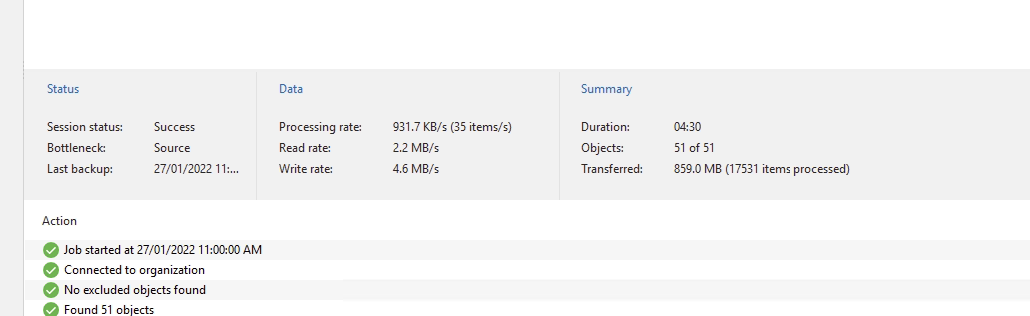 Status Data Summary
Session status: Success Processing rate: 931.7 KB/s (35 items/s) Duration: 04:30
Bottleneck: Source Read rate: 2.2 MB/s Objects: 51 of 51
Last backup: 27/01/2022 11:... Write rate: 4.6 MB/s Transferred: 859.0 MB (17531 items processed)
Action
Job started at 27/01/2022 11:00:00 AM
Connected to organization
No excluded objects found
Found 51 objects